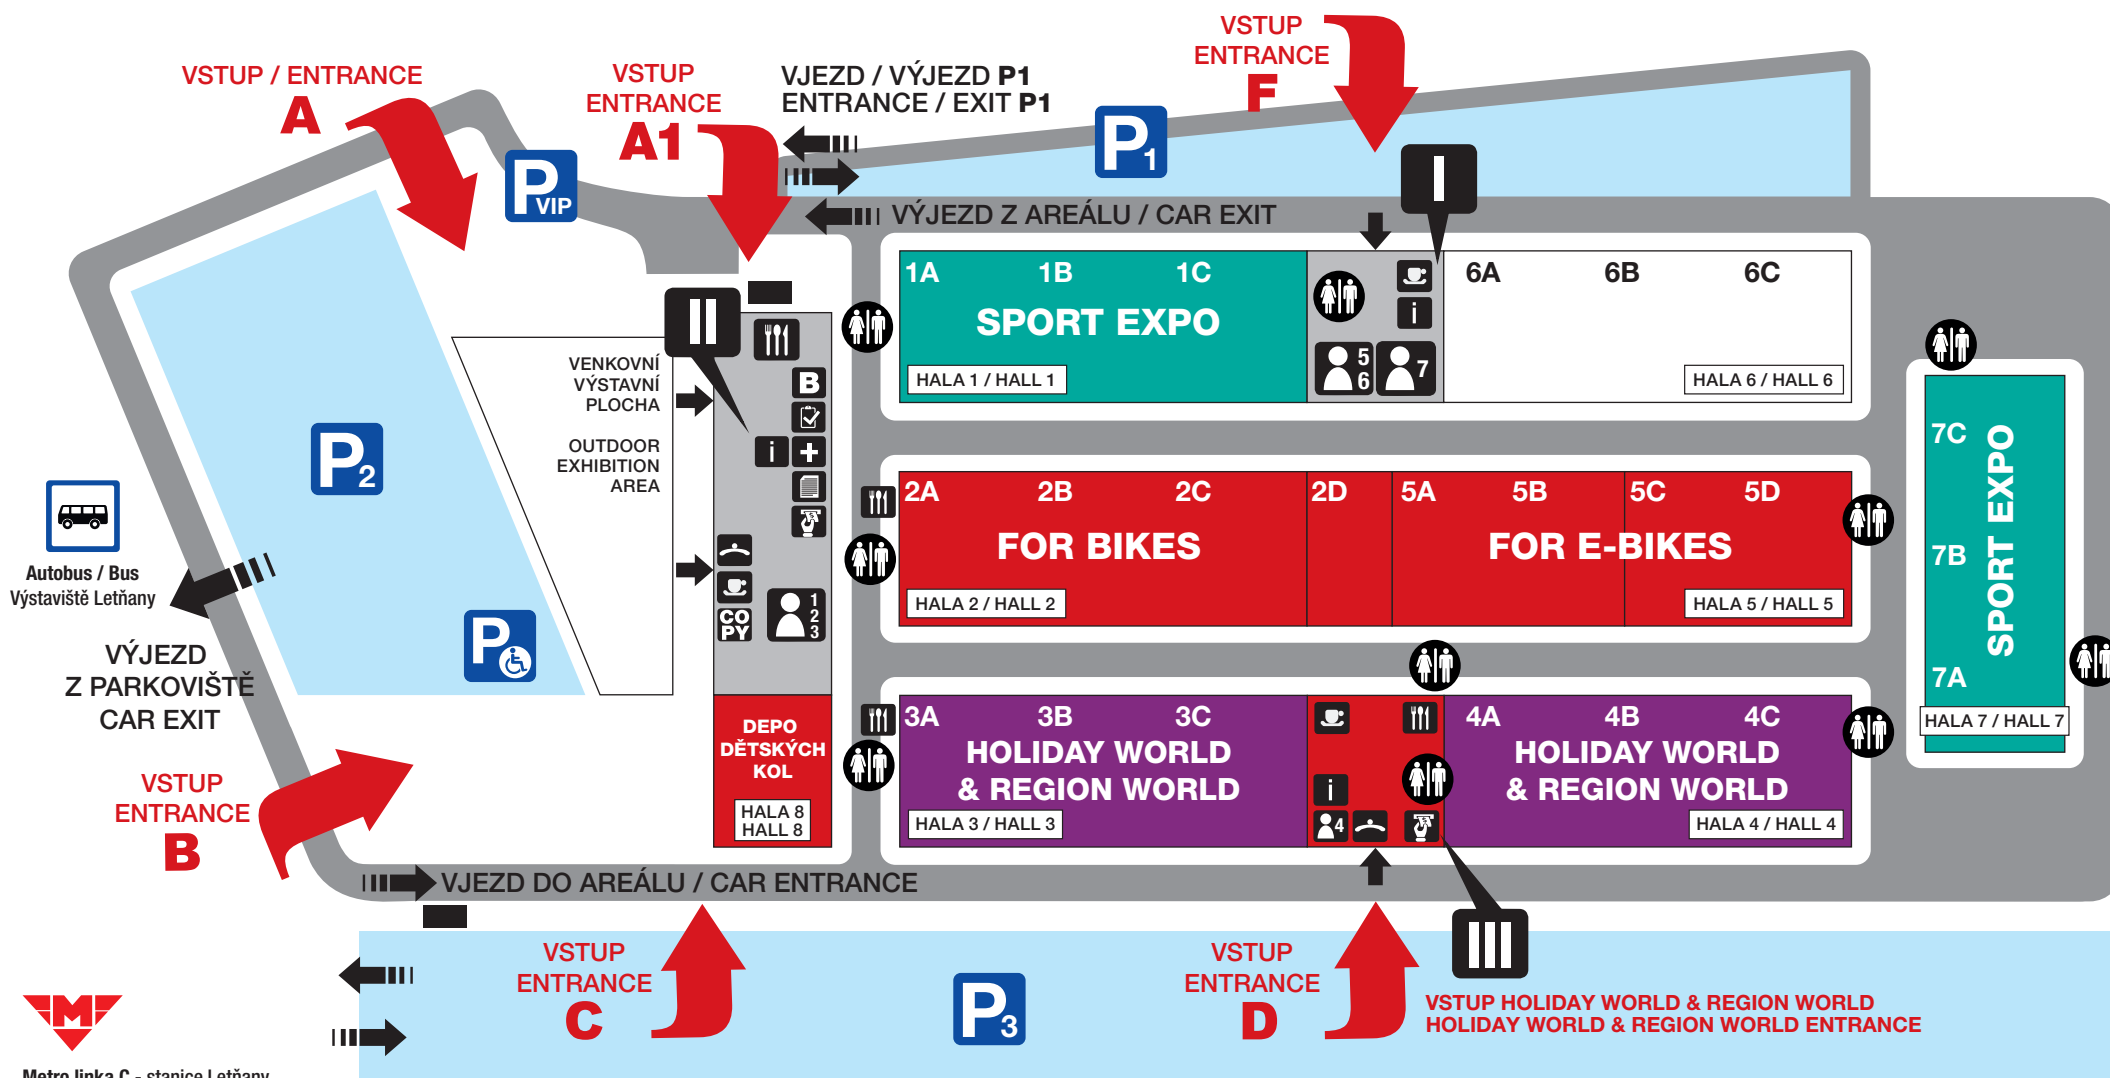 VSTUP / ENTRANCE
A
VSTUP
ENTRANCE
A1
VJEZD / VÝJEZD P1
ENTRANCE / EXIT P1
VSTUP
ENTRANCE
F
P1
PVIP
I
VÝJEZD Z AREÁLU / CAR EXIT
1A 1B 1C
SPORT EXPO
HALA 1 / HALL 1
i
5
6
7
6A 6B 6C
HALA 6 / HALL 6
II
VENKOVNÍ
VÝSTAVNÍ
PLOCHA
OUTDOOR
EXHIBITION
AREA
B
i
CO
PY
1
2
3
P2
P
Autobus / Bus
Výstaviště Letňany
VÝJEZD
Z PARKOVIŠTĚ
CAR EXIT
2A 2B 2C 2D 5A 5B 5C 5D
FOR BIKES
FOR E-BIKES
HALA 2 / HALL 2
HALA 5 / HALL 5
7C
7B
7A
SPORT EXPO
HALA 7 / HALL 7
DEPO
DĚTSKÝCH
KOL
HALA 8
HALL 8
3A 3B 3C
HOLIDAY WORLD
& REGION WORLD
HALA 3 / HALL 3
i
4
4A 4B 4C
HOLIDAY WORLD
& REGION WORLD
HALA 4 / HALL 4
VSTUP
ENTRANCE
B
VJEZD DO AREÁLU / CAR ENTRANCE
VSTUP
ENTRANCE
C
P3
VSTUP
ENTRANCE
D
III
VSTUP HOLIDAY WORLD & REGION WORLD
HOLIDAY WORLD & REGION WORLD ENTRANCE
M
Metro linka C - stanice Letňany